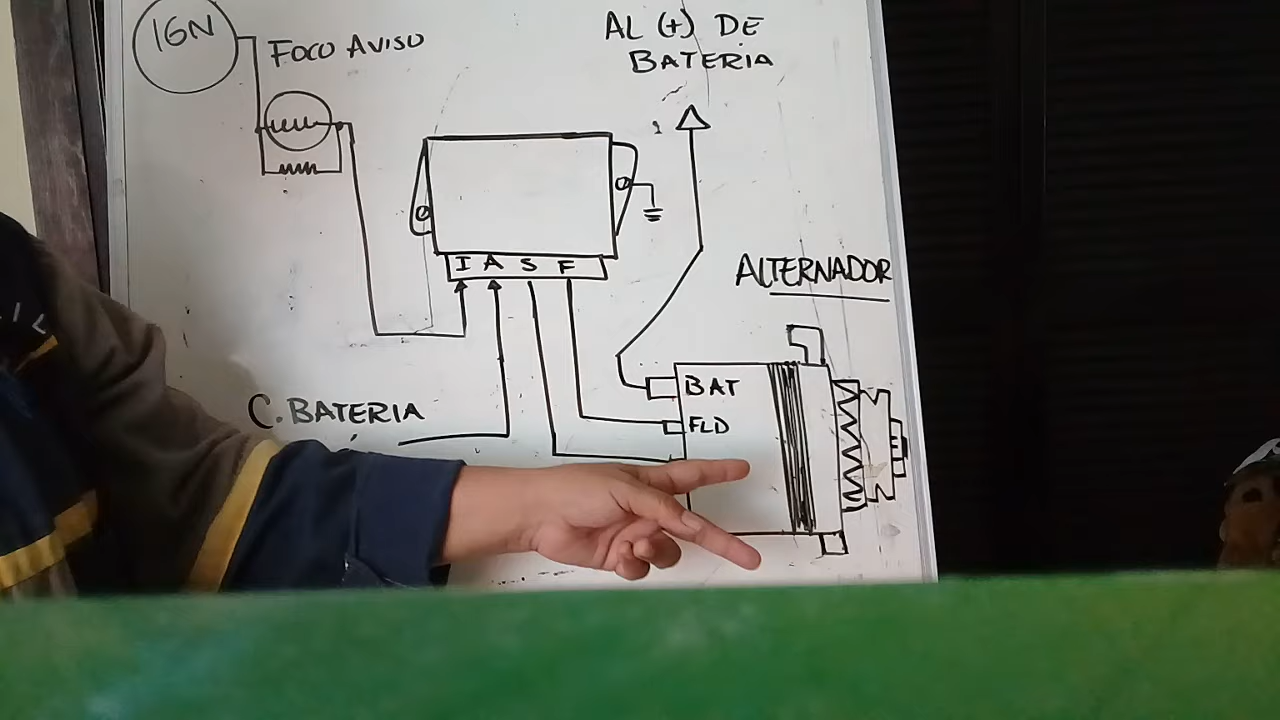 IGN
FOCO AVISO
AL (+) DE
BATERIA
I A S F
ALTERNADOR
BAT
FLD
C. BATERIA